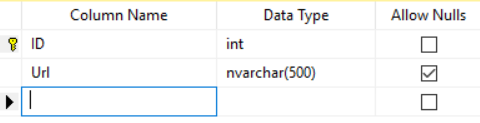 Column Name Data Type Allow Nulls
ID int
Url nvarchar(500)